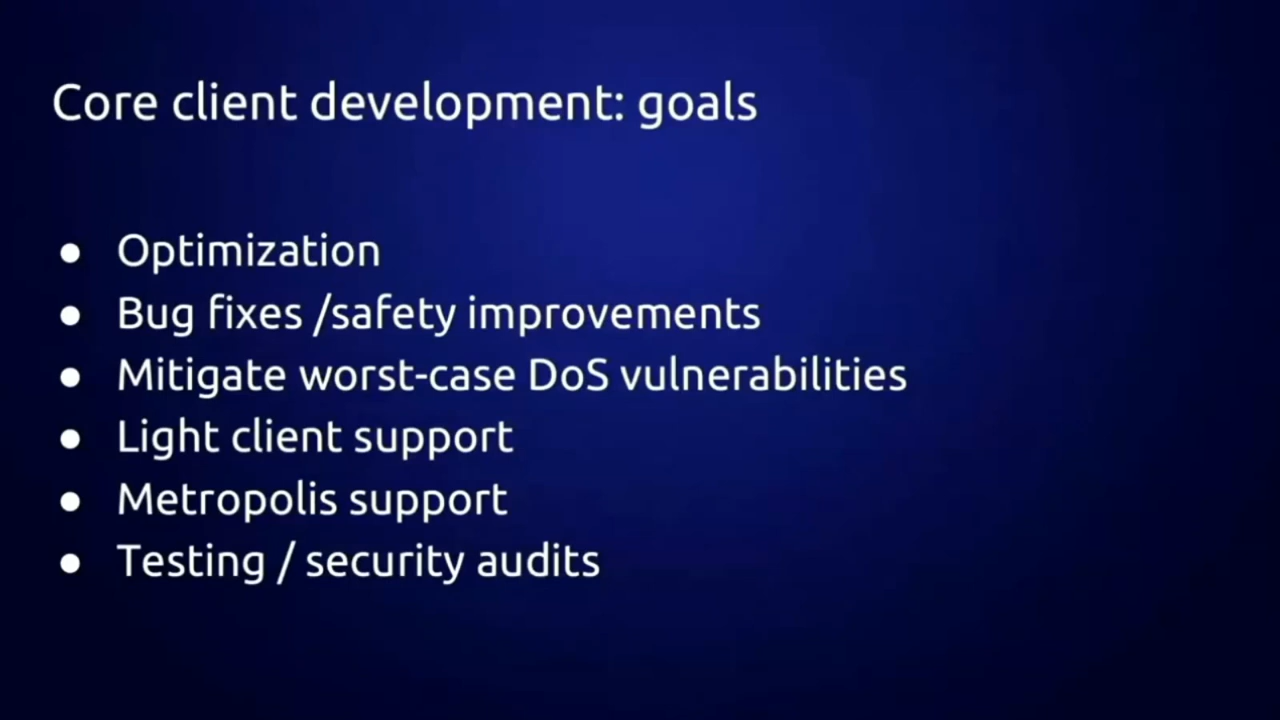 Core client development: goals
● Optimization
● Bug fixes /safety improvements
● Mitigate worst-case DoS vulnerabilities
● Light client support
● Metropolis support
● Testing / security audits